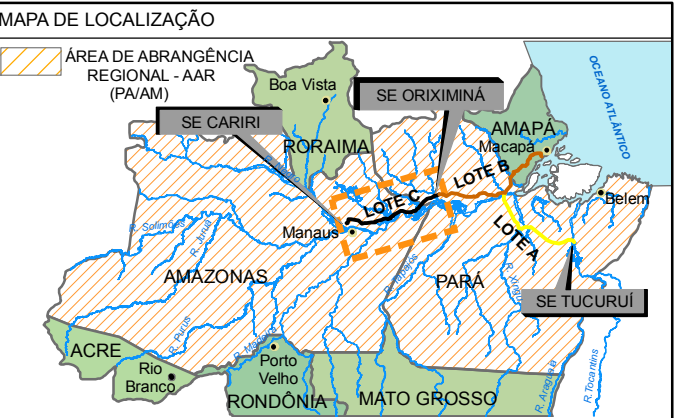 MAPA DE LOCALIZAÇÃO
ÁREA DE ABRANGÊNCIA
REGIONAL - AAR
(PA/AM)
OCEANO ATLÂNTICO
Boa Vista
SE ORIXIMINÁ
SE CARIRI
RORAIMA
AMAPÁ
Macapá
LOTE B
LOTE C
Belem
R. Solimões
R. Juruá
Manaus
LOTE A
AMAZONAS
R. Tapajós
PARÁ
R. Xingu
SE TUCURUÍ
R. Purus
R. Madeira
ACRE
Rio
Branco
Porto
Velho
RONDÔNIA
MATO GROSSO
R. Araguaia
R. Tocantins